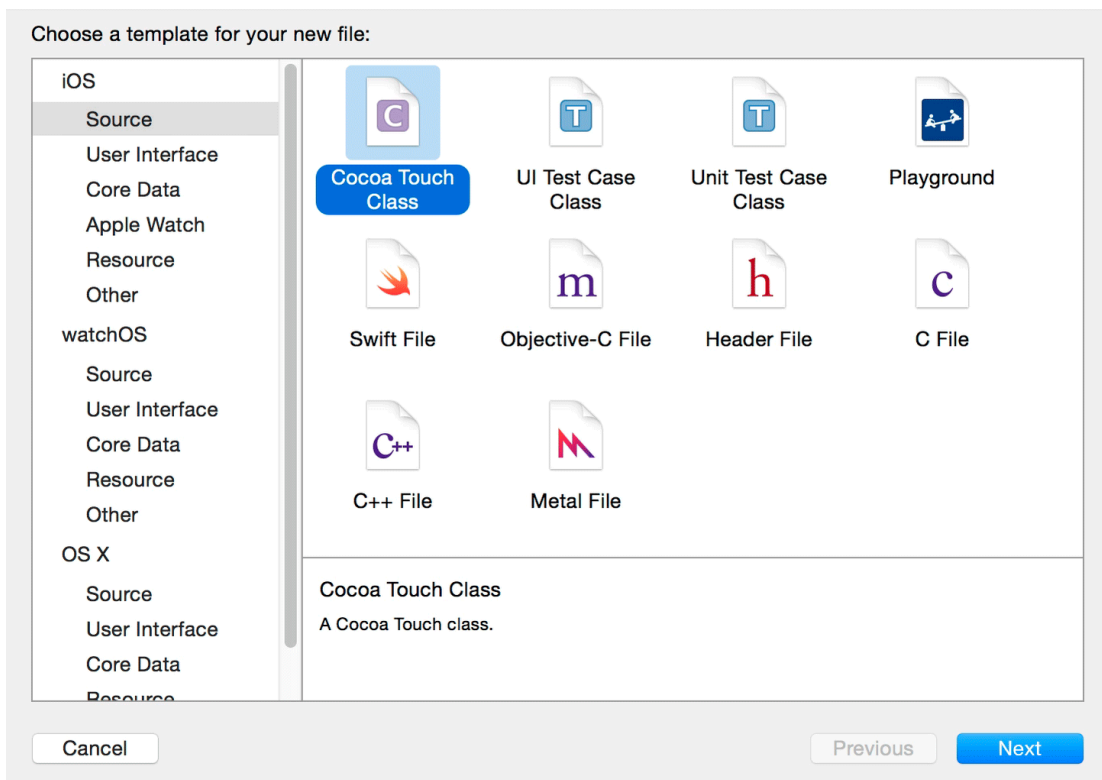 Choose a template for your new file:
iOS
Source
User Interface
Core Data
Apple Watch
Resource
Other
watchOS
Source
User Interface
Core Data
Resource
Other
OS X
Source
User Interface
Core Data
Resource
C
Cocoa Touch
Class
T
UI Test Case
Class
T
Unit Test Case
Class
Playground
Swift File
m
Objective-C File
h
Header File
c
C File
C++
C++ File
Metal File
Cocoa Touch Class
A Cocoa Touch class.
Cancel
Previous
Next